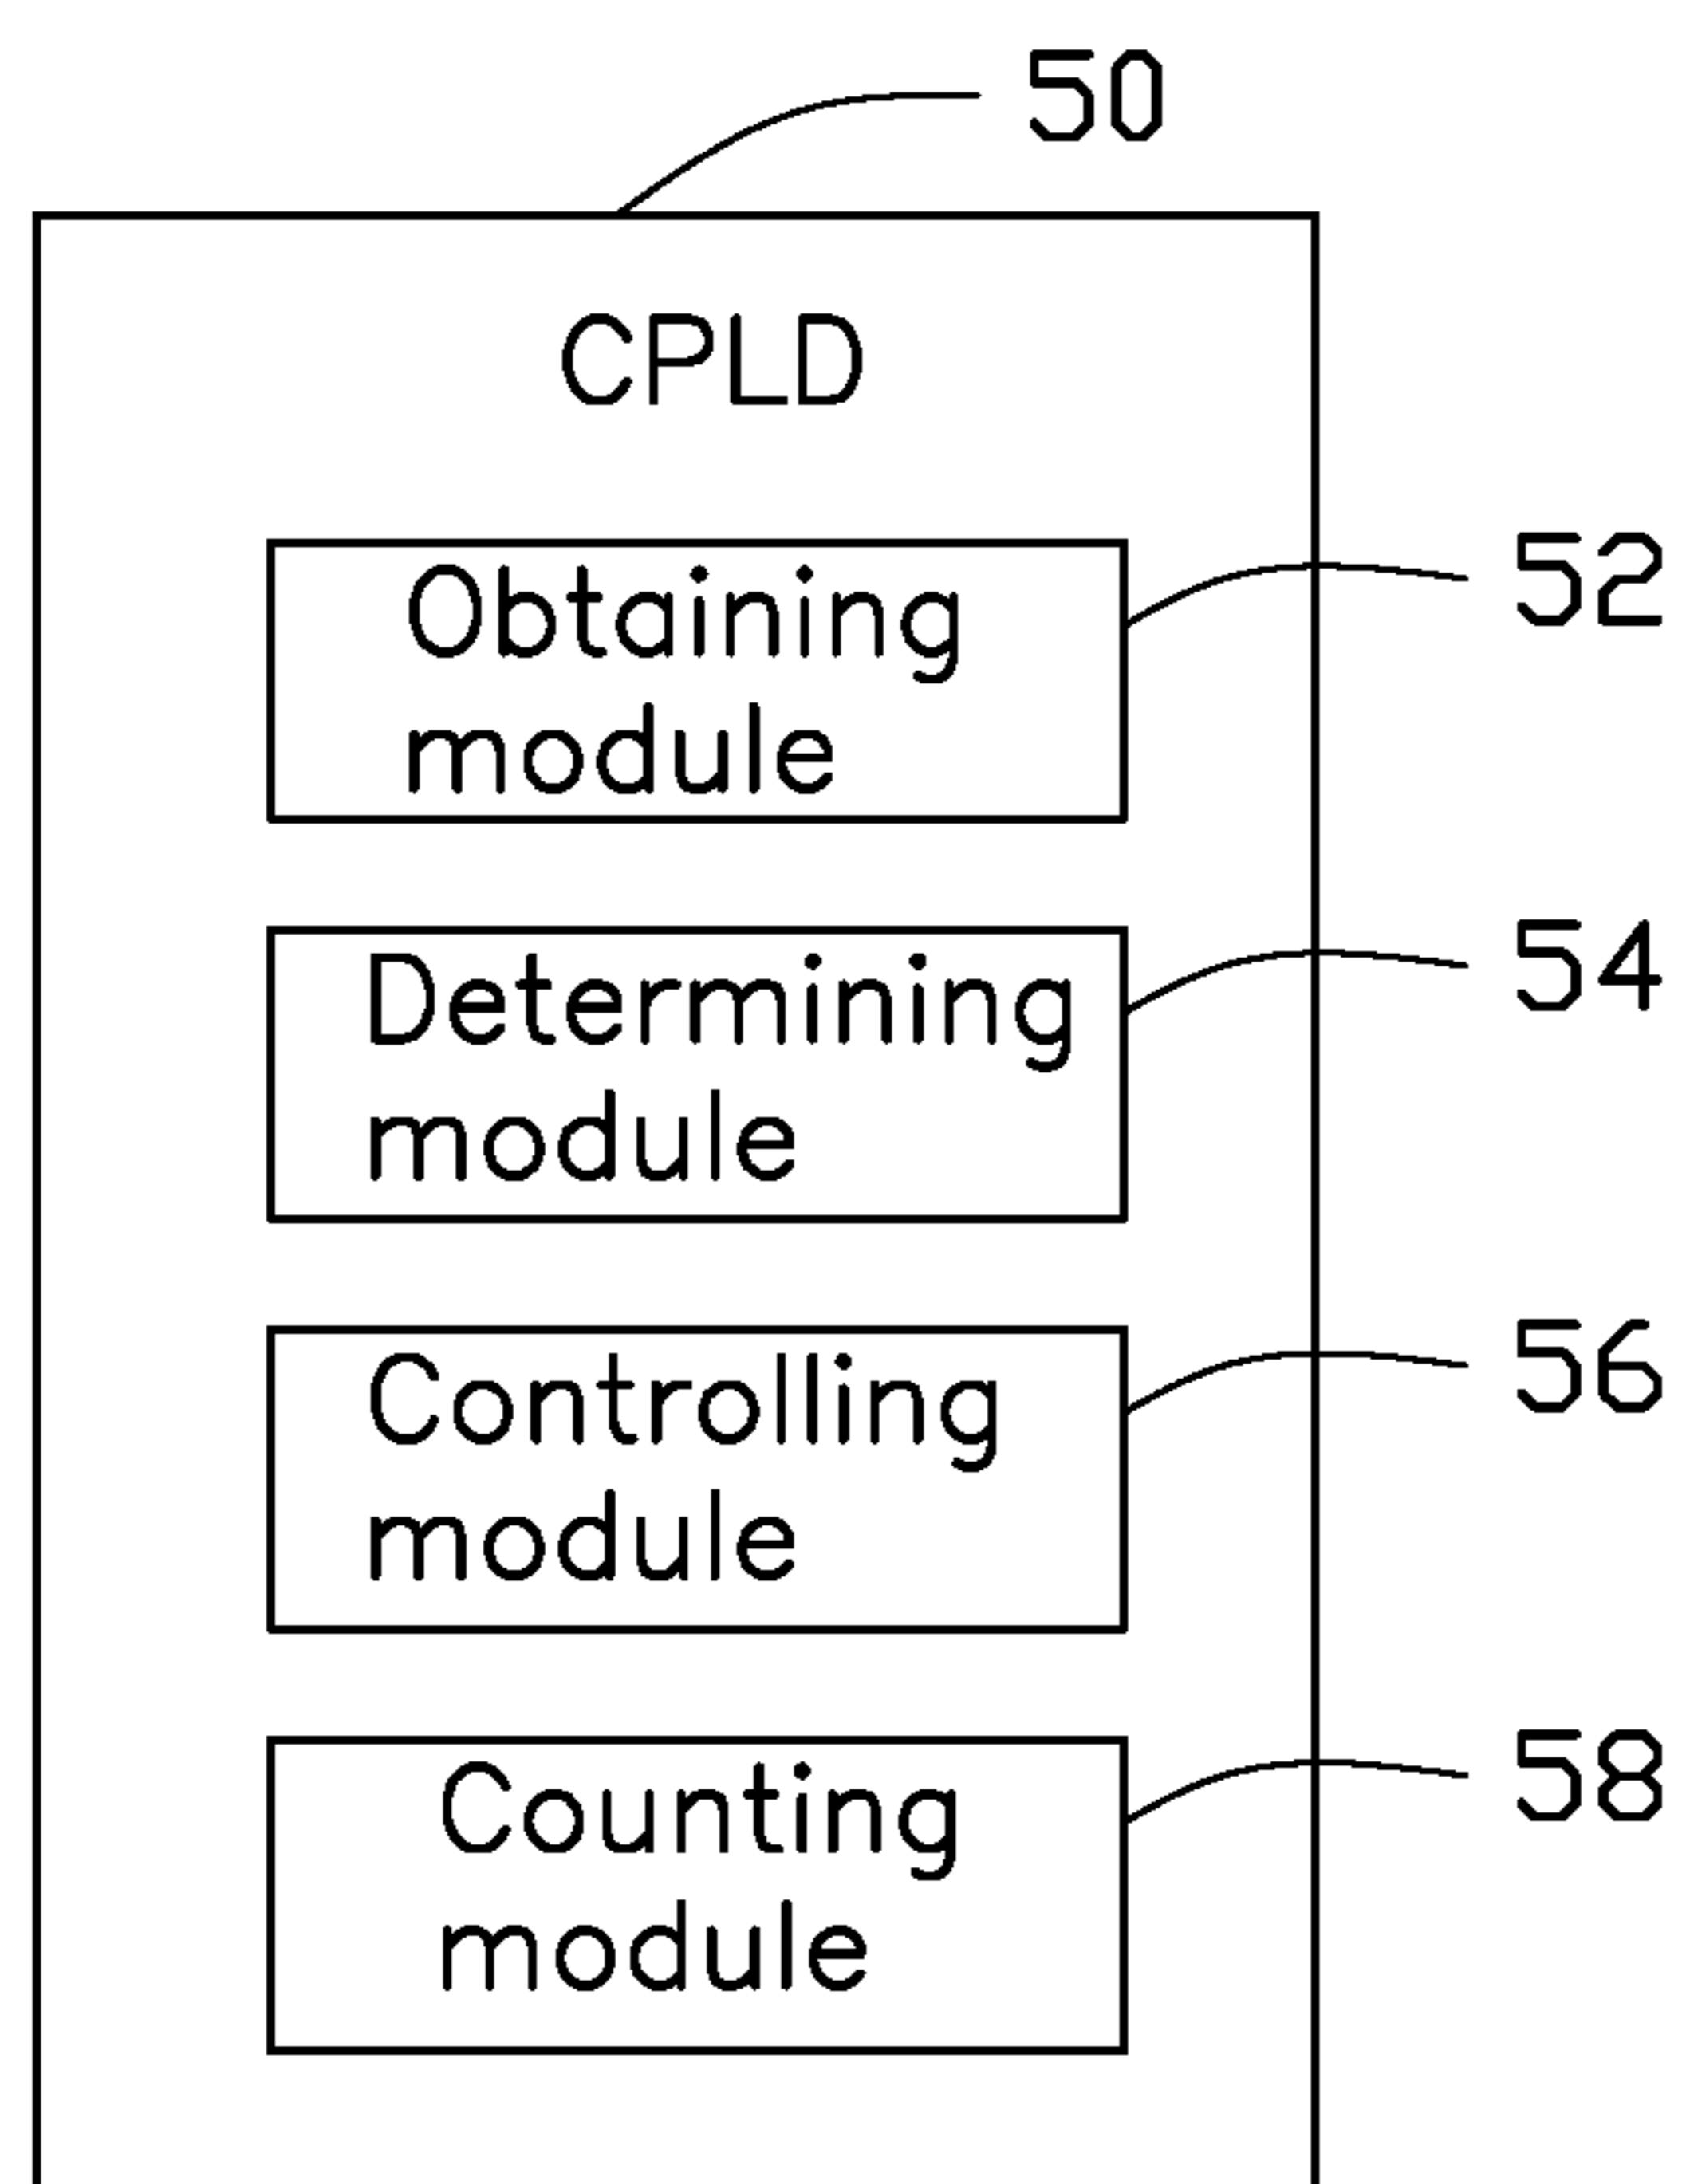 50
CPLD
Obtaining
module
52
Determining
module
54
Controlling
module
56
Counting
module
58